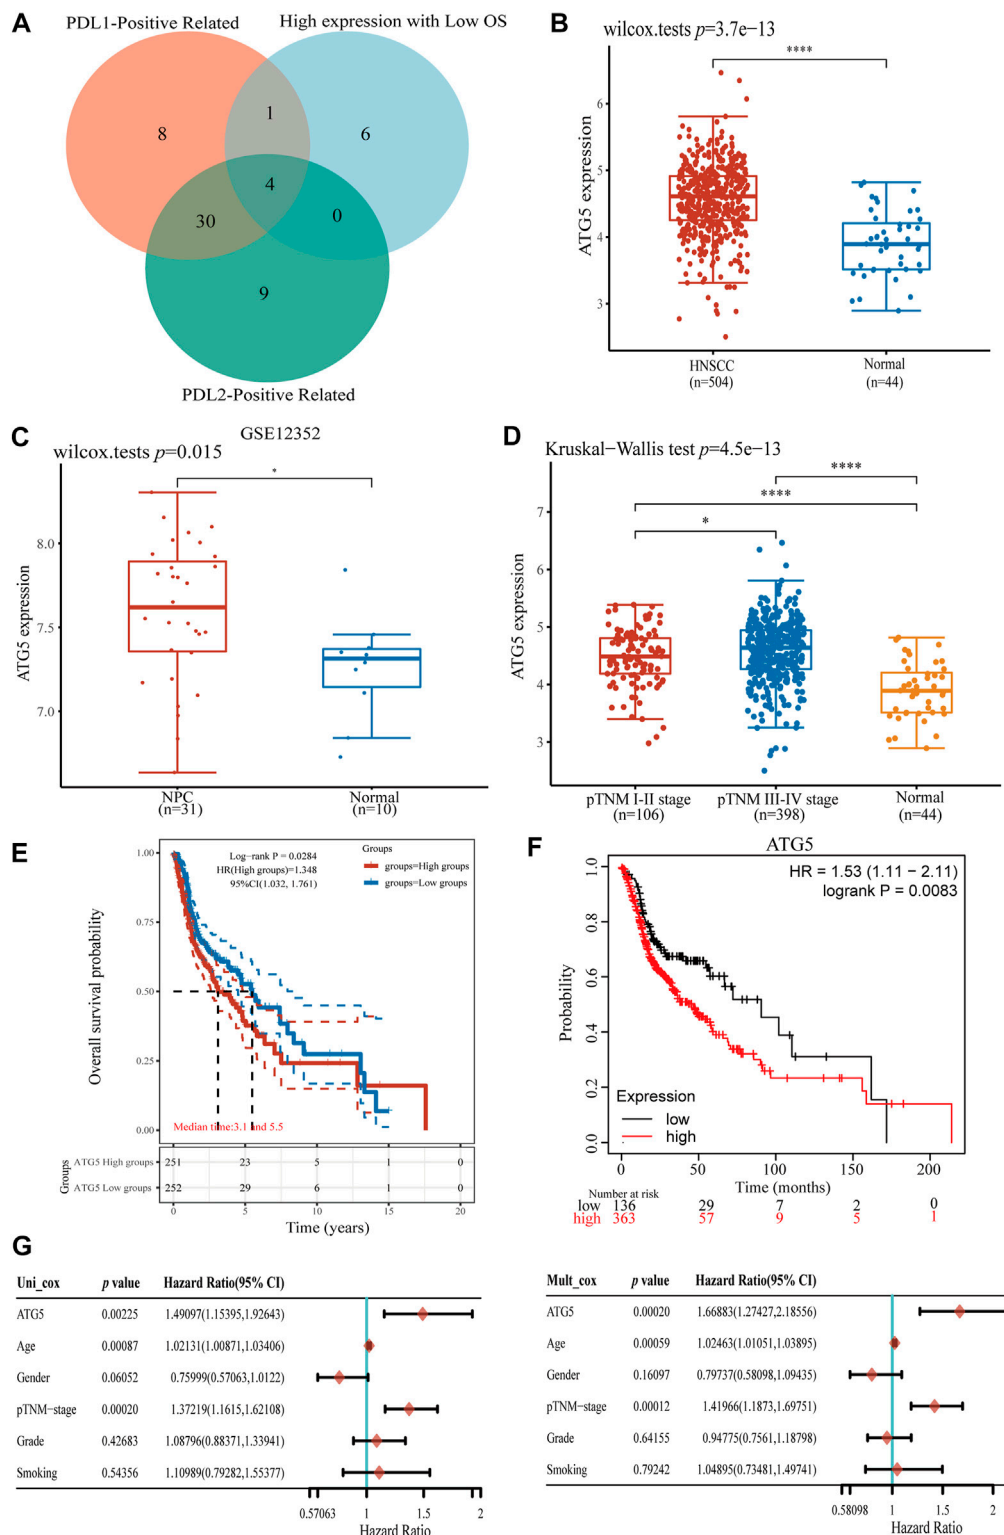 A
PDL1-Positive Related
High expression with Low OS
8
1
6
4
30
0
9
PDL2-Positive Related
B
wilcox.tests p=3.7e-13
****
ATG5 expression
6
5
4
3
HNSCC
(n=504)
Normal
(n=44)
C
GSE12352
wilcox.tests p=0.015
*
ATG5 expression
8.0
7.5
7.0
NPC
(n=31)
Normal
(n=10)
D
Kruskal-Wallis test p=4.5e-13
****
****
*
ATG5 expression
7
6
5
4
3
pTNM I-II stage
(n=106)
pTNM III-IV stage
(n=398)
Normal
(n=44)
E
Log-rank P = 0.0284
HR(High groups)=1.348
95%CI(1.032, 1.761)
Groups
groups=High groups
groups=Low groups
Overall survival probability
1.00
0.75
0.50
0.25
0.00
Median time:3.1 and 5.5
Groups
ATG5 High groups 251 23 5 1 0
ATG5 Low groups 252 29 6 1 0
0 5 10 15 20
Time (years)
F
ATG5
HR = 1.53 (1.11 − 2.11)
logrank P = 0.0083
Probability
1.0
0.8
0.6
0.4
0.2
0.0
Expression
low
high
0 50 100 150 200
Time (months)
Number at risk
low 136 29 7 2 0
high 363 57 9 5 1
G
Uni_cox p value Hazard Ratio(95% CI)
ATG5 0.00225 1.49097(1.15395,1.92643)
Age 0.00087 1.02131(1.00871,1.03406)
Gender 0.06052 0.75999(0.57063,1.0122)
pTNM-stage 0.00020 1.37219(1.1615,1.62108)
Grade 0.42683 1.08796(0.88371,1.33941)
Smoking 0.54356 1.10989(0.79282,1.55377)
0.57063 1 1.5 2
Hazard Ratio
Mult_cox p value Hazard Ratio(95% CI)
ATG5 0.00020 1.66883(1.27427,2.18556)
Age 0.00059 1.02463(1.01051,1.03895)
Gender 0.16097 0.79737(0.58098,1.09435)
pTNM-stage 0.00012 1.41966(1.1873,1.69751)
Grade 0.64155 0.94775(0.7561,1.18798)
Smoking 0.79242 1.04895(0.73481,1.49741)
0.58098 1 1.5 2
Hazard Ratio